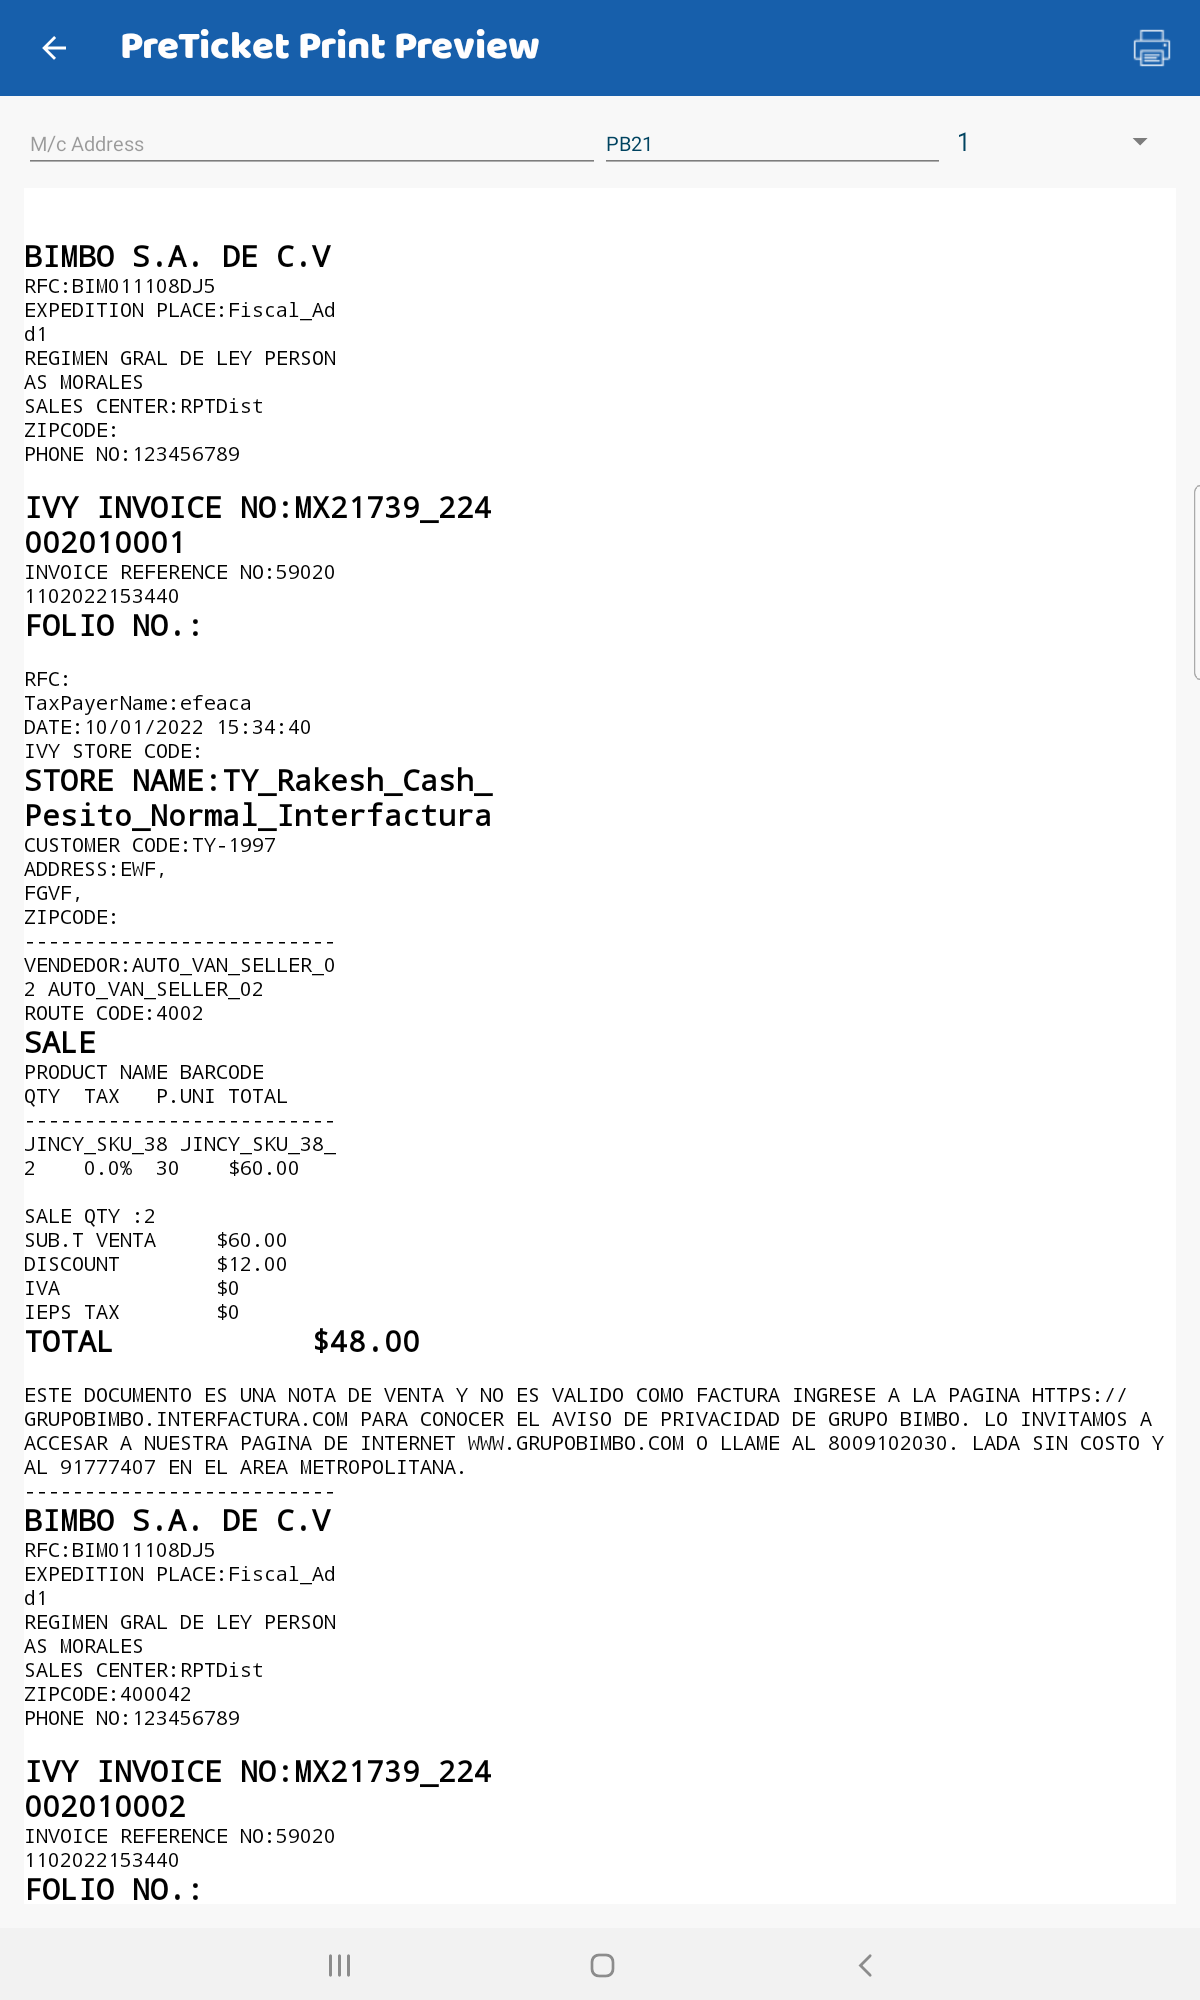 PreTicket Print Preview
M/c Address PB21 1
BIMBO S.A. DE C.V
RFC:BIM011108DJ5
EXPEDITION PLACE:Fiscal_Ad
d1
REGIMEN GRAL DE LEY PERSON
AS MORALES
SALES CENTER:RPTDist
ZIPCODE:
PHONE NO:123456789
IVY INVOICE NO:MX21739_224
002010001
INVOICE REFERENCE NO:59020
1102022153440
FOLIO NO.:
RFC:
TaxPayerName:efeaca
DATE:10/01/2022 15:34:40
IVY STORE CODE:
STORE NAME:TY_Rakesh_Cash_
Pesito_Normal_Interfactura
CUSTOMER CODE:TY-1997
ADDRESS:EWF,
FGVF,
ZIPCODE:
--------------------------
VENDEDOR:AUTO_VAN_SELLER_0
2 AUTO_VAN_SELLER_02
ROUTE CODE:4002
SALE
PRODUCT NAME BARCODE
QTY  TAX   P.UNI TOTAL
--------------------------
JINCY_SKU_38 JINCY_SKU_38_
2    0.0%  30    $60.00
SALE QTY :2
SUB.T VENTA     $60.00
DISCOUNT        $12.00
IVA             $0
IEPS TAX        $0
TOTAL           $48.00
ESTE DOCUMENTO ES UNA NOTA DE VENTA Y NO ES VALIDO COMO FACTURA INGRESE A LA PAGINA HTTPS://
GRUPOBIMBO.INTERFACTURA.COM PARA CONOCER EL AVISO DE PRIVACIDAD DE GRUPO BIMBO. LO INVITAMOS A
ACCESAR A NUESTRA PAGINA DE INTERNET WWW.GRUPOBIMBO.COM O LLAME AL 8009102030. LADA SIN COSTO Y
AL 91777407 EN EL AREA METROPOLITANA.
--------------------------
BIMBO S.A. DE C.V
RFC:BIM011108DJ5
EXPEDITION PLACE:Fiscal_Ad
d1
REGIMEN GRAL DE LEY PERSON
AS MORALES
SALES CENTER:RPTDist
ZIPCODE:400042
PHONE NO:123456789
IVY INVOICE NO:MX21739_224
002010002
INVOICE REFERENCE NO:59020
1102022153440
FOLIO NO.: